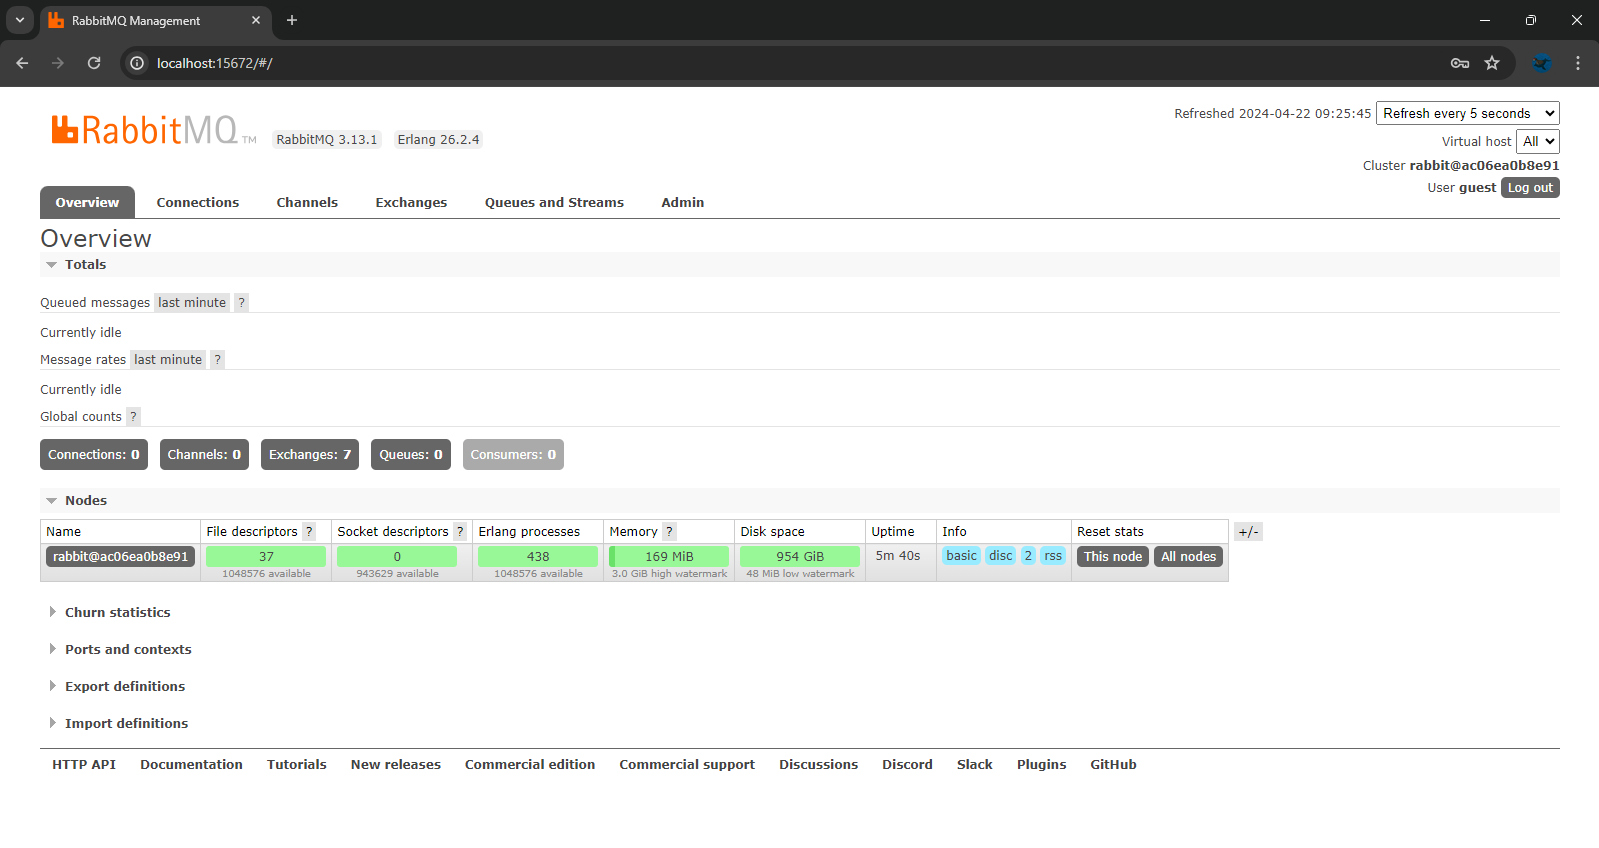 RabbitMQ Management
localhost:15672/#/
RabbitMQ TM RabbitMQ 3.13.1 Erlang 26.2.4
Refreshed 2024-04-22 09:25:45 Refresh every 5 seconds
Virtual host All
Cluster rabbit@ac06ea0b8e91
User guest Log out
Overview Connections Channels Exchanges Queues and Streams Admin
Overview
Totals
Queued messages last minute ?
Currently idle
Message rates last minute ?
Currently idle
Global counts ?
Connections: 0 Channels: 0 Exchanges: 7 Queues: 0 Consumers: 0
Nodes
Name File descriptors ? Socket descriptors ? Erlang processes Memory ? Disk space Uptime Info Reset stats +/-
rabbit@ac06ea0b8e91 37 0 438 169 MiB 954 GiB 5m 40s basic disc 2 rss This node All nodes
1048576 available 943629 available 1048576 available 3.0 GiB high watermark 48 MiB low watermark
Churn statistics
Ports and contexts
Export definitions
Import definitions
HTTP API Documentation Tutorials New releases Commercial edition Commercial support Discussions Discord Slack Plugins GitHub